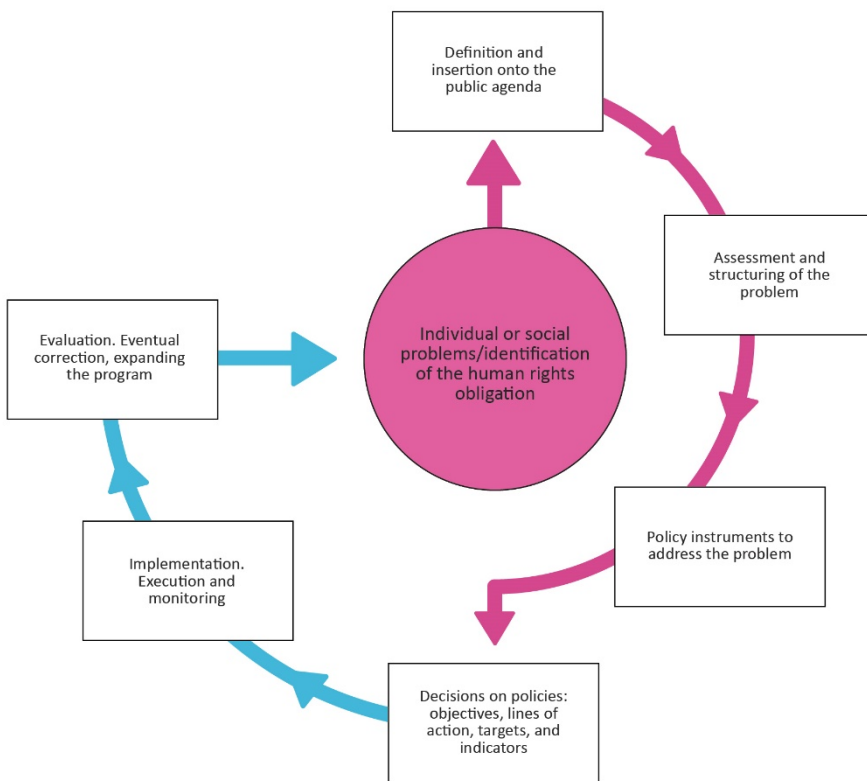 Definition and
insertion onto the
public agenda
Assessment and
structuring of the
problem
Individual or social
problems/identification
of the human rights
obligation
Evaluation. Eventual
correction, expanding
the program
Policy instruments to
address the problem
Implementation.
Execution and
monitoring
Decisions on policies:
objectives, lines of
action, targets, and
indicators